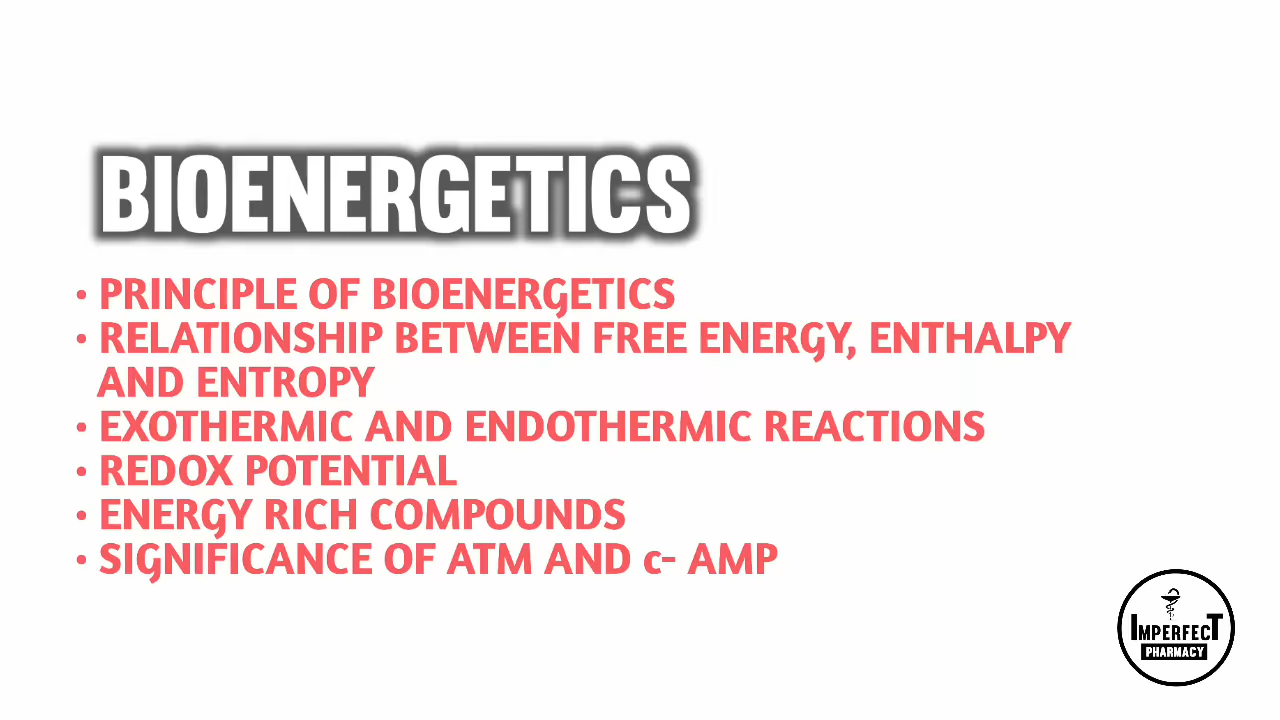 BIOENERGETICS
• PRINCIPLE OF BIOENERGETICS
• RELATIONSHIP BETWEEN FREE ENERGY, ENTHALPY
AND ENTROPY
• EXOTHERMIC AND ENDOTHERMIC REACTIONS
• REDOX POTENTIAL
• ENERGY RICH COMPOUNDS
• SIGNIFICANCE OF ATM AND c- AMP
IMPERFECT
PHARMACY